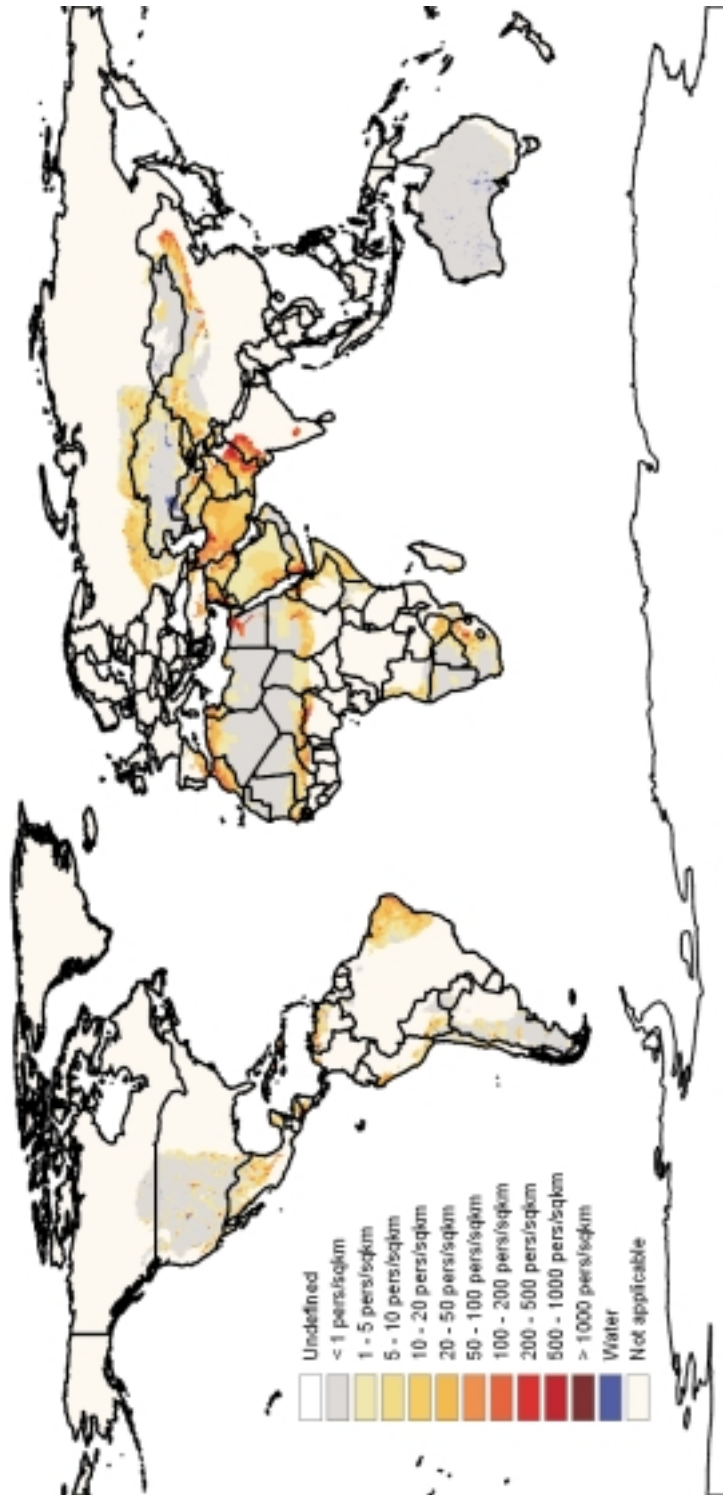 Undefined
< 1 pers/sqkm
1 - 5 pers/sqkm
5 - 10 pers/sqkm
10 - 20 pers/sqkm
20 - 50 pers/sqkm
50 - 100 pers/sqkm
100 - 200 pers/sqkm
200 - 500 pers/sqkm
500 - 1000 pers/sqkm
> 1000 pers/sqkm
Water
Not applicable